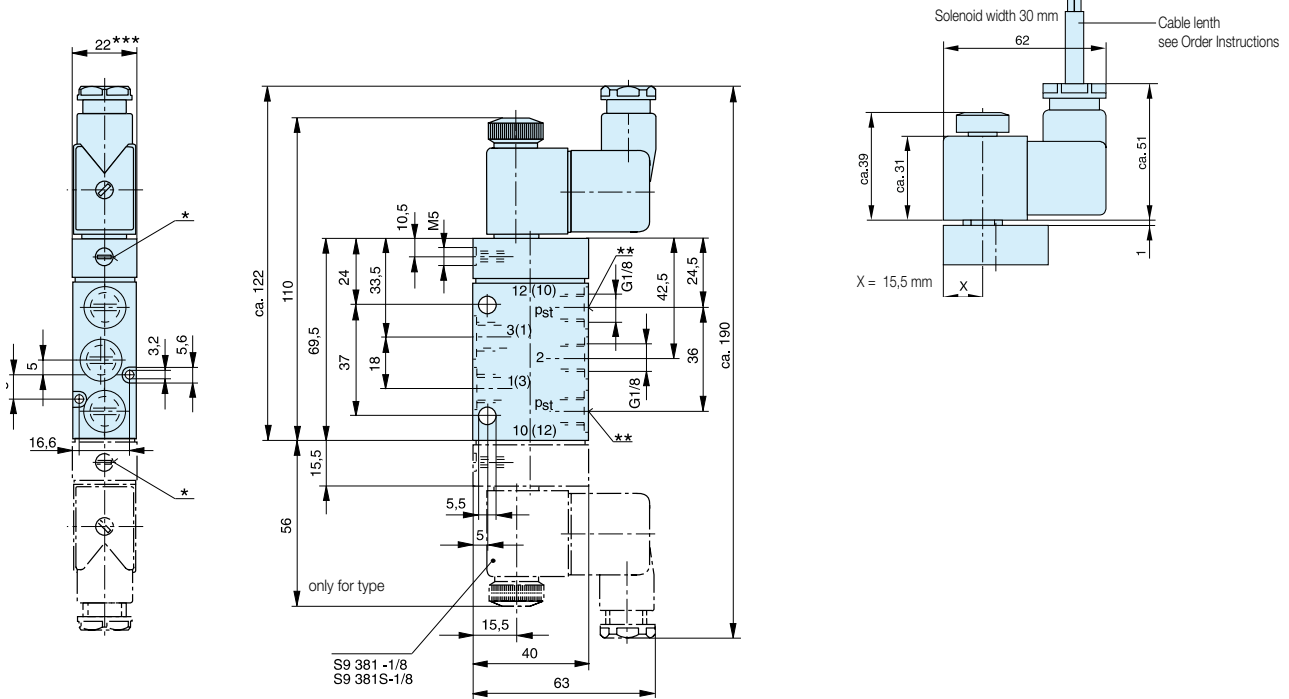 22***
*
3,2
5,6
5
16,6
*
ca. 122
110
69,5
24
33,5
10,5
M5
37
18
12 (10)
pst
3(1)
2
1(3)
pst
10 (12)
**
G1/8
42,5
24,5
ca. 190
36
G1/8
**
15,5
56
5,5
5
only for type
15,5
40
63
S9 381 -1/8
S9 381S-1/8
Solenoid width 30 mm
Cable lenth
see Order Instructions
62
ca.39
ca. 31
ca. 51
1
X = 15,5 mm
X